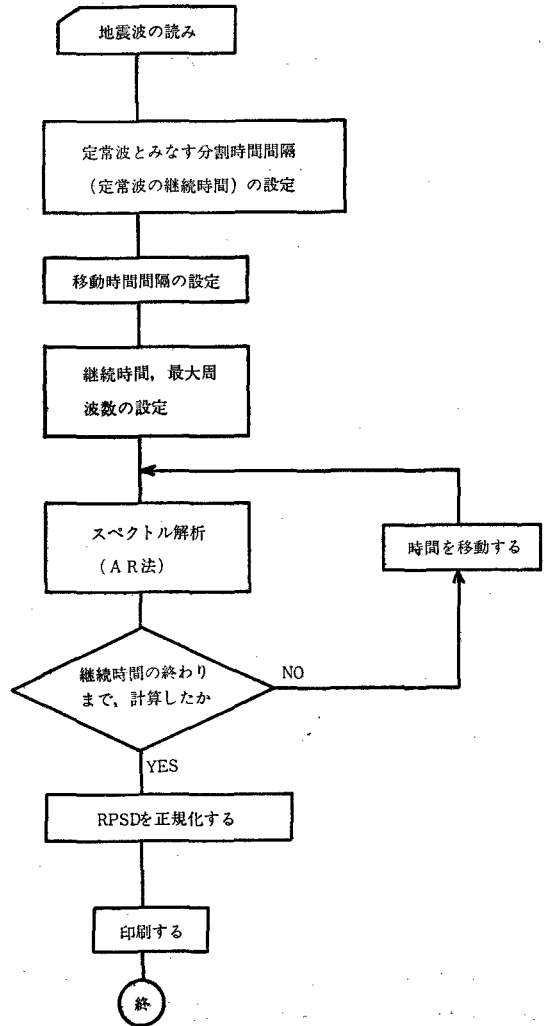 地震波の読み
定常波とみなす分割時間間隔
(定常波の継続時間)の設定
移動時間間隔の設定
継続時間,最大周
波数の設定
スペクトル解析
(AR法)
時間を移動する
継続時間の終わり
まで,計算したか
NO
YES
RPSDを正規化する
印刷する
終